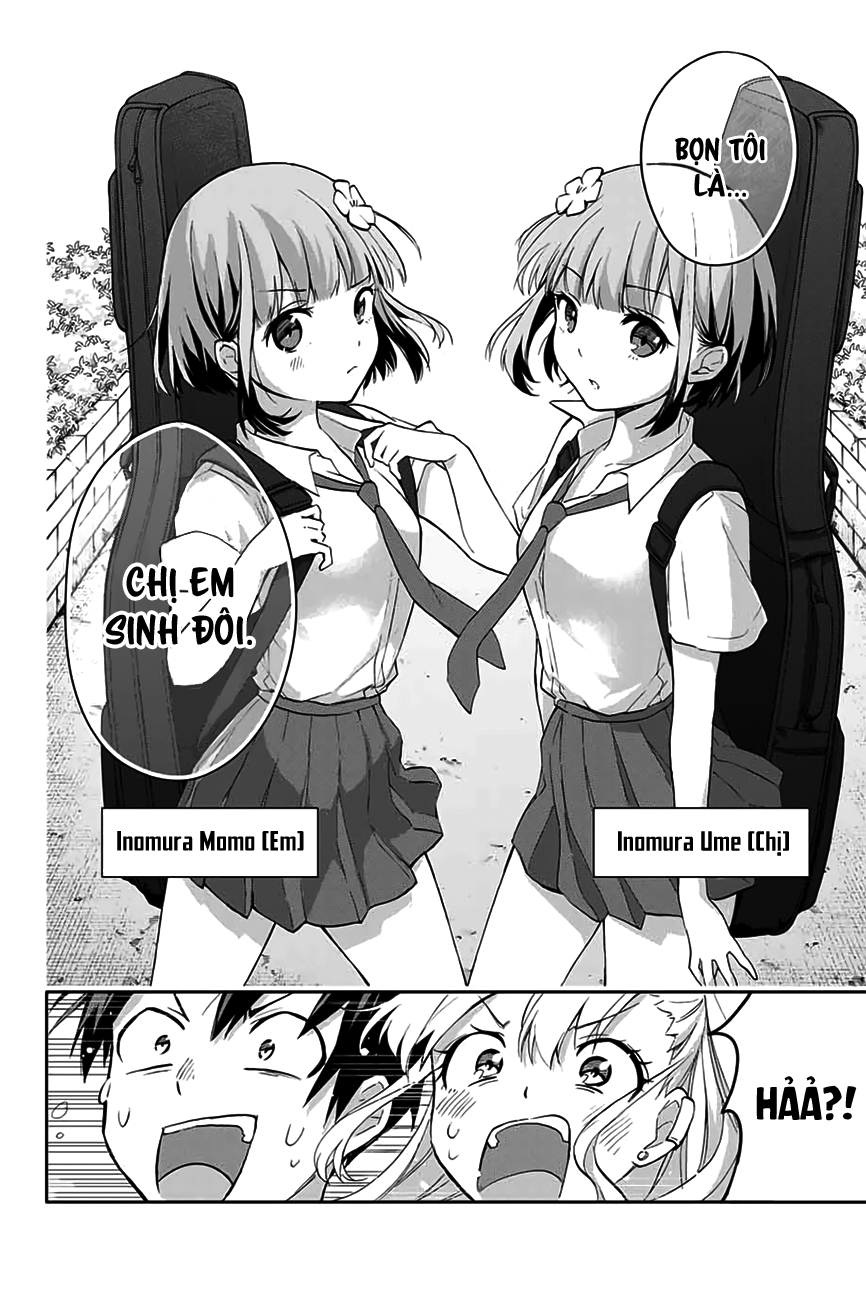 BỌN TÔI
LÀ...
CHỊ EM
SINH ĐÔI.
Inomura Ume (Chị)
Inomura Momo (Em)
HẢẢ?!